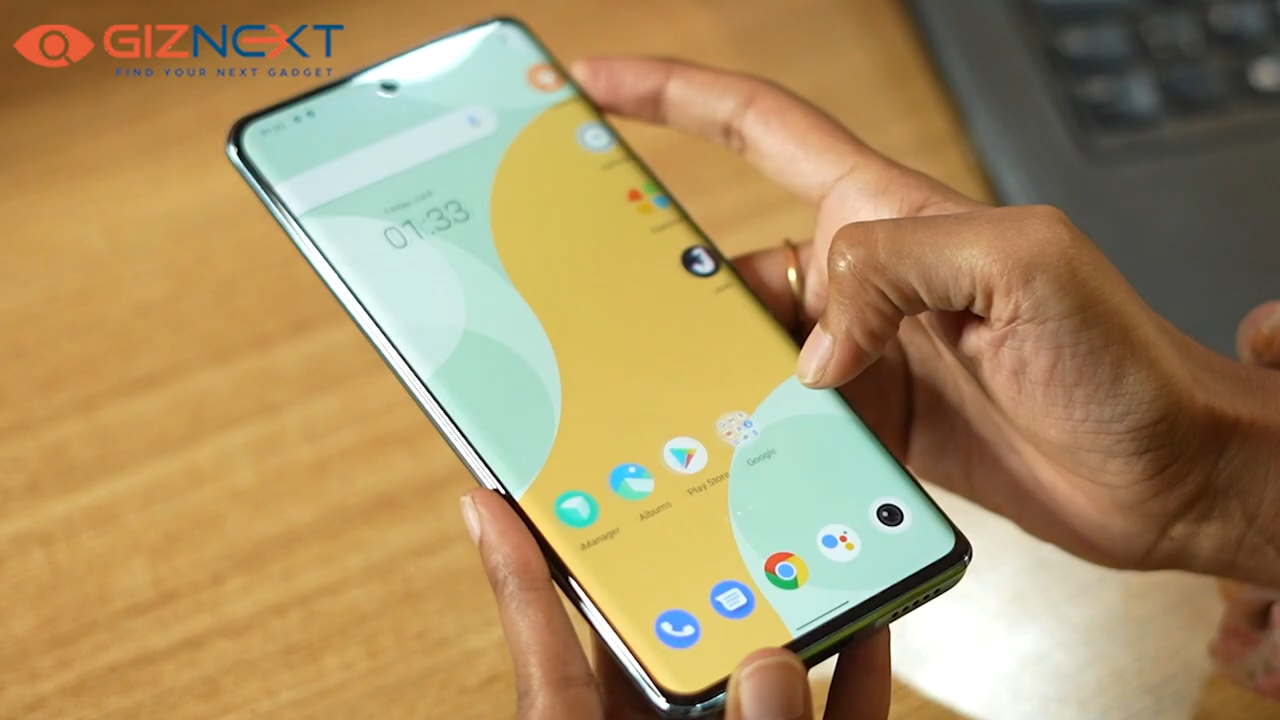 GIZNEXT
FIND YOUR NEXT GADGET
01:33
Google
Play Store
Albums
iManager